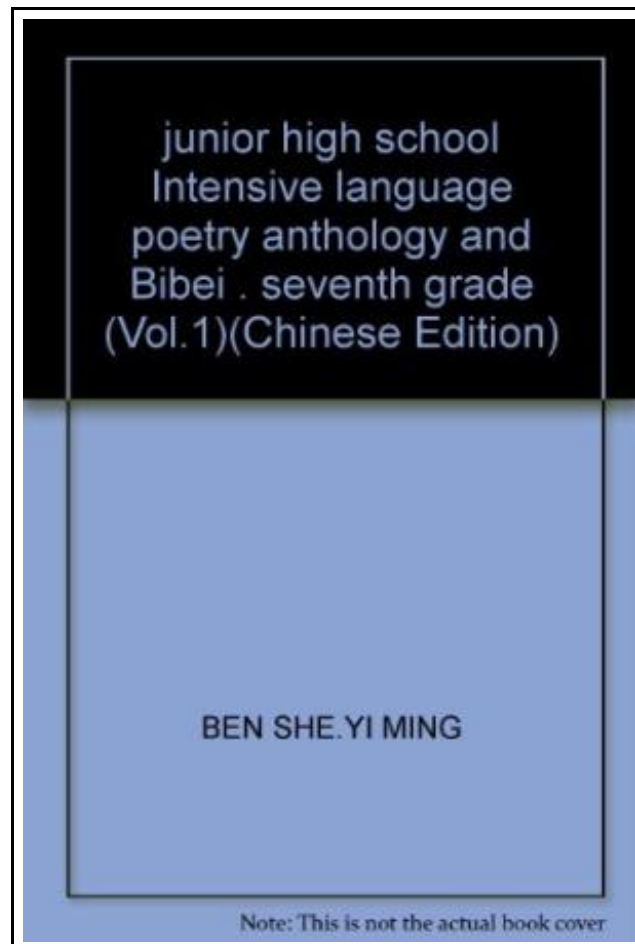 junior high school
Intensive language
poetry anthology and
Bibei . seventh grade
(Vol.1)(Chinese Edition)
BEN SHE.YI MING
Note: This is not the actual book cover